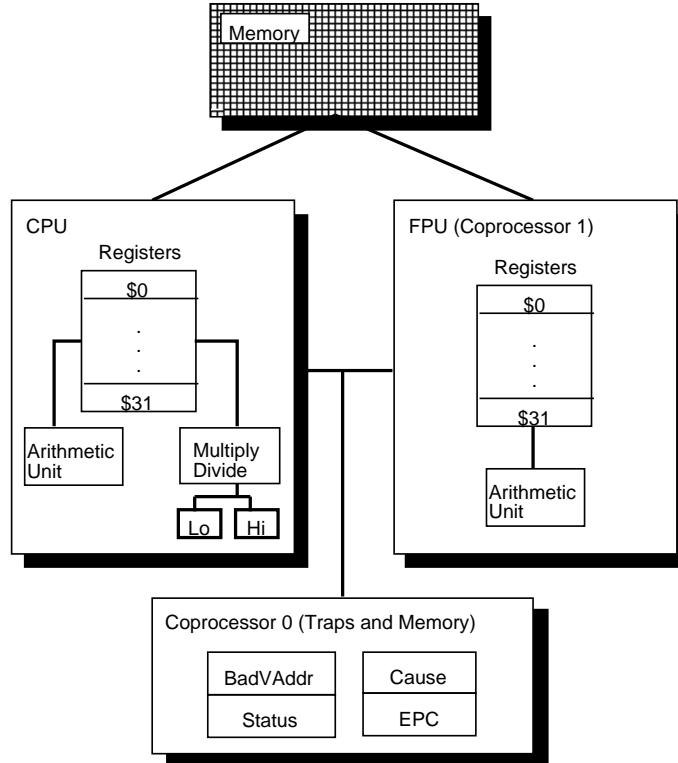 Memory
CPU
Registers
$0
.
.
.
$31
Arithmetic
Unit
Multiply
Divide
Lo
Hi
FPU (Coprocessor 1)
Registers
$0
.
.
.
$31
Arithmetic
Unit
Coprocessor 0 (Traps and Memory)
BadVAddr
Cause
Status
EPC